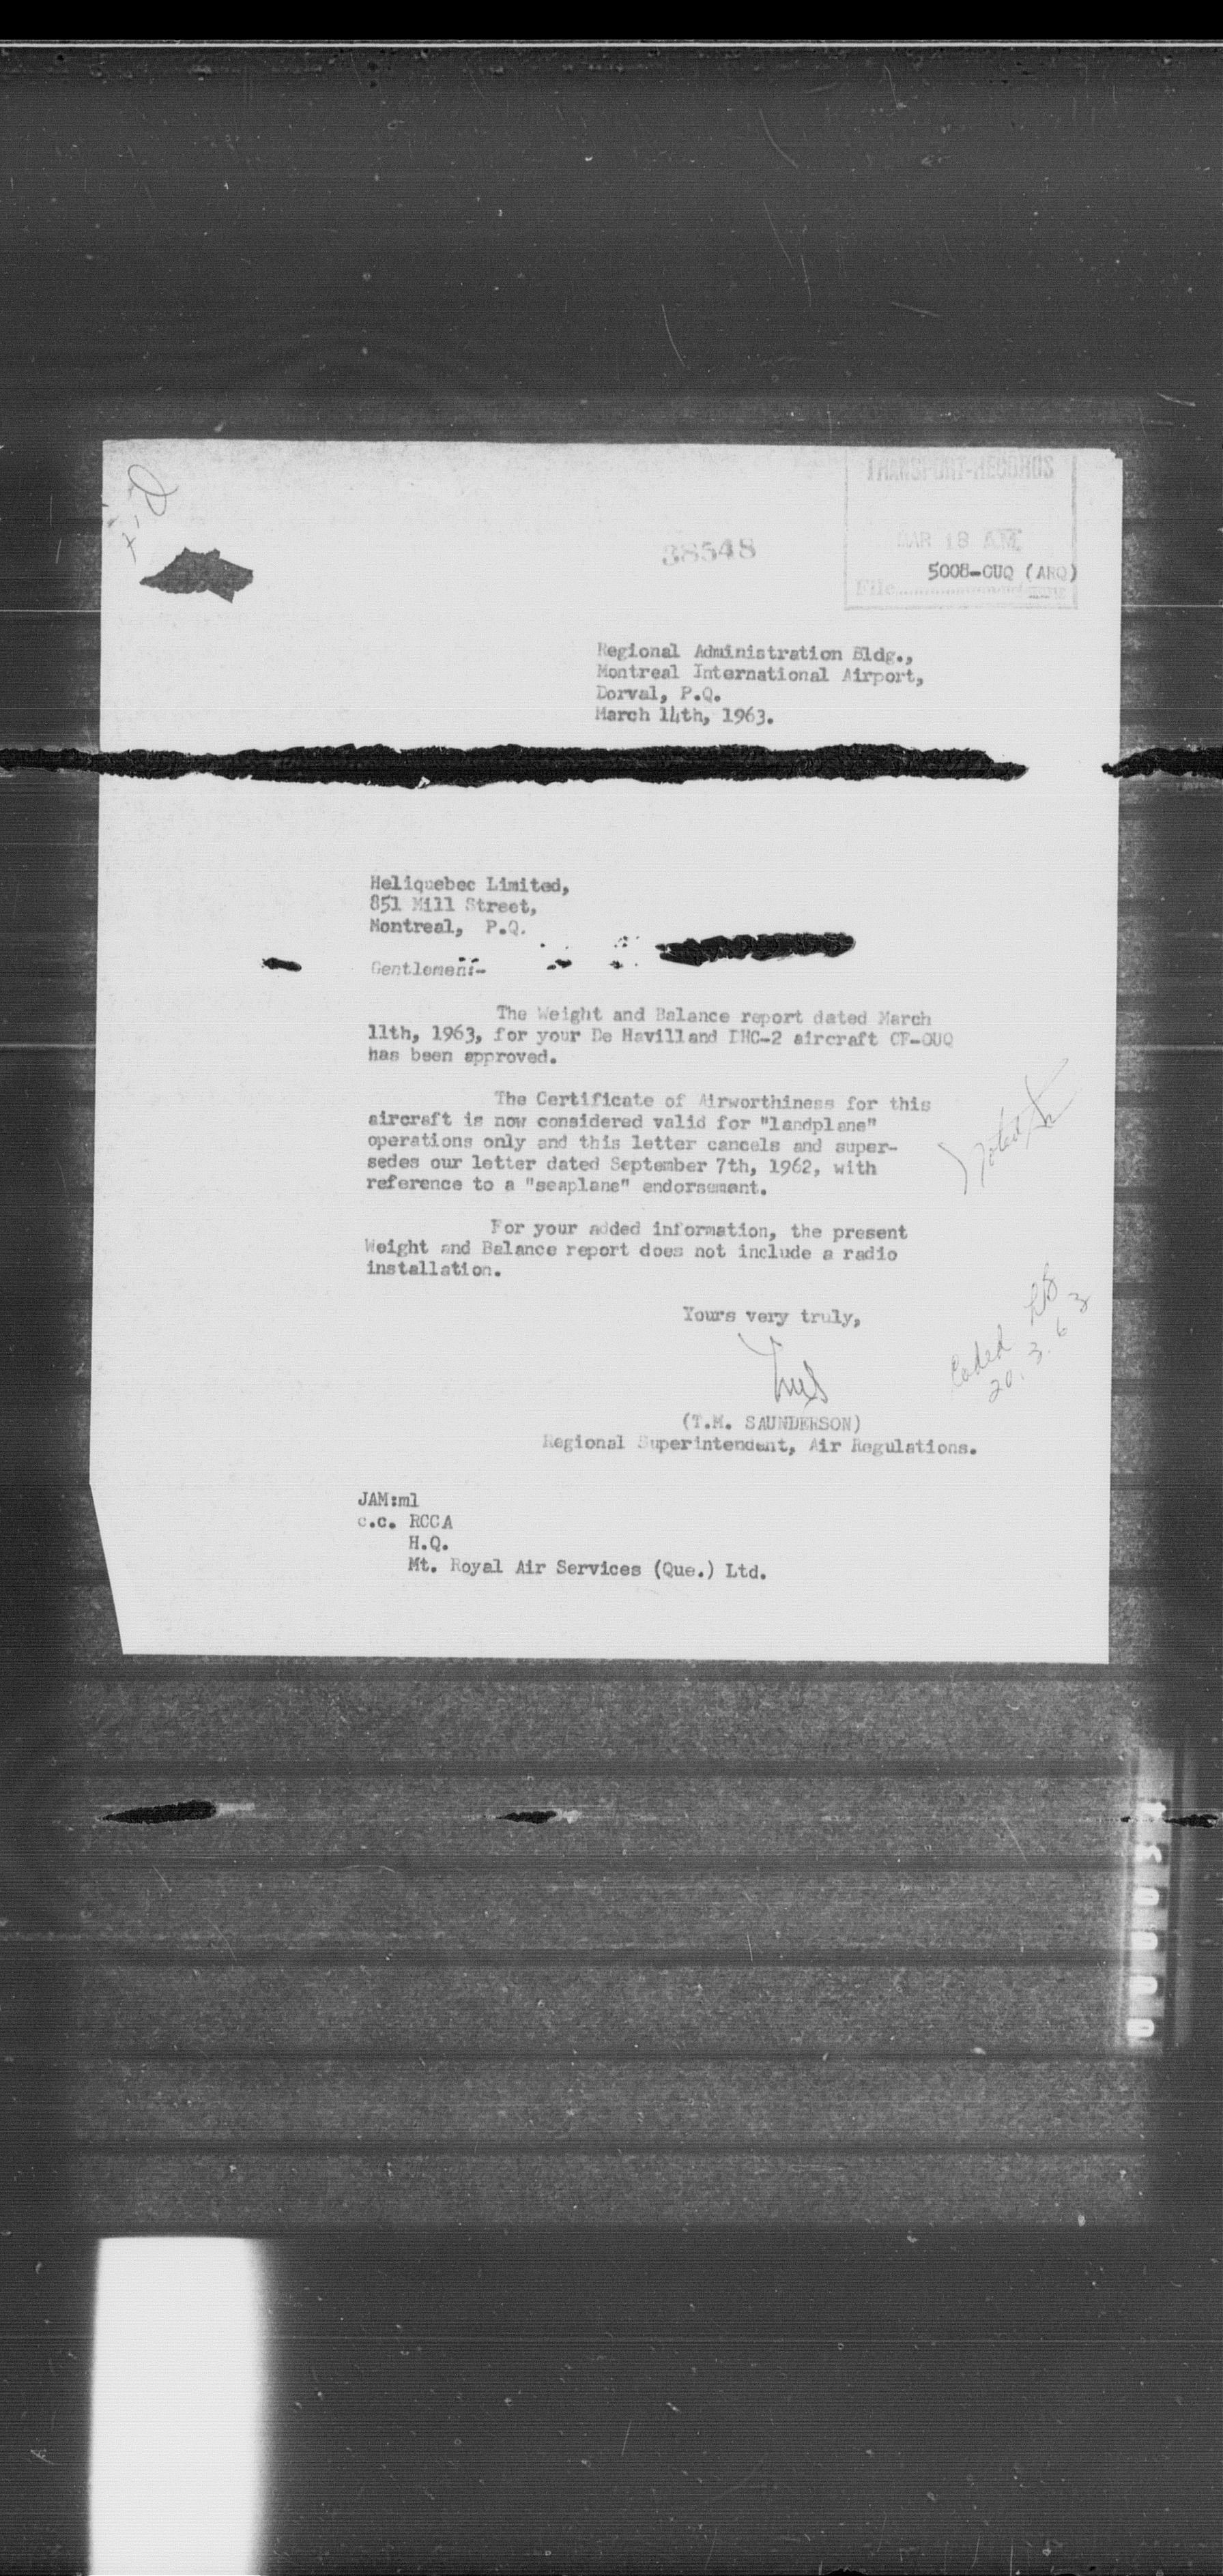 TRANSPORT-RECORDS
38548
MAR 18 A.M.
5008-OUQ (ARQ)
File
Regional Administration Bldg.,
Montreal International Airport,
Dorval, P.Q.
March 14th, 1963.
Heliquebec Limited,
851 Mill Street,
Montreal, P.Q.
Gentlemen:-
The Weight and Balance report dated March
11th, 1963, for your De Havilland DHC-2 aircraft CF-OUQ
has been approved.
The Certificate of Airworthiness for this
aircraft is now considered valid for "landplane"
operations only and this letter cancels and super-
sedes our letter dated September 7th, 1962, with
reference to a "seaplane" endorsement.
Noted
For your added information, the present
Weight and Balance report does not include a radio
installation.
Yours very truly,
Coded
20.3.63
(T.M. SAUNDERSON)
Regional Superintendent, Air Regulations.
JAM:ml
c.c. RCCA
H.Q.
Mt. Royal Air Services (Que.) Ltd.